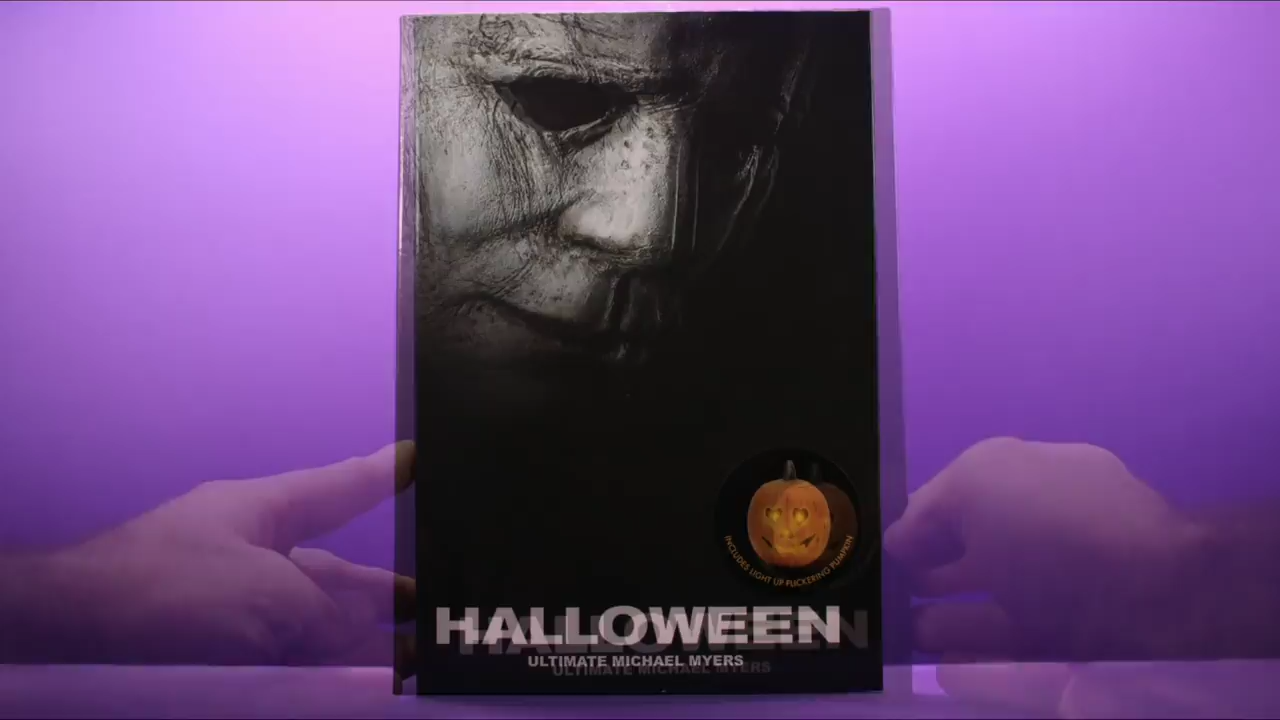 INCLUDES LIGHT UP FLICKERING PUMPKIN
HALLOWEEN
ULTIMATE MICHAEL MYERS